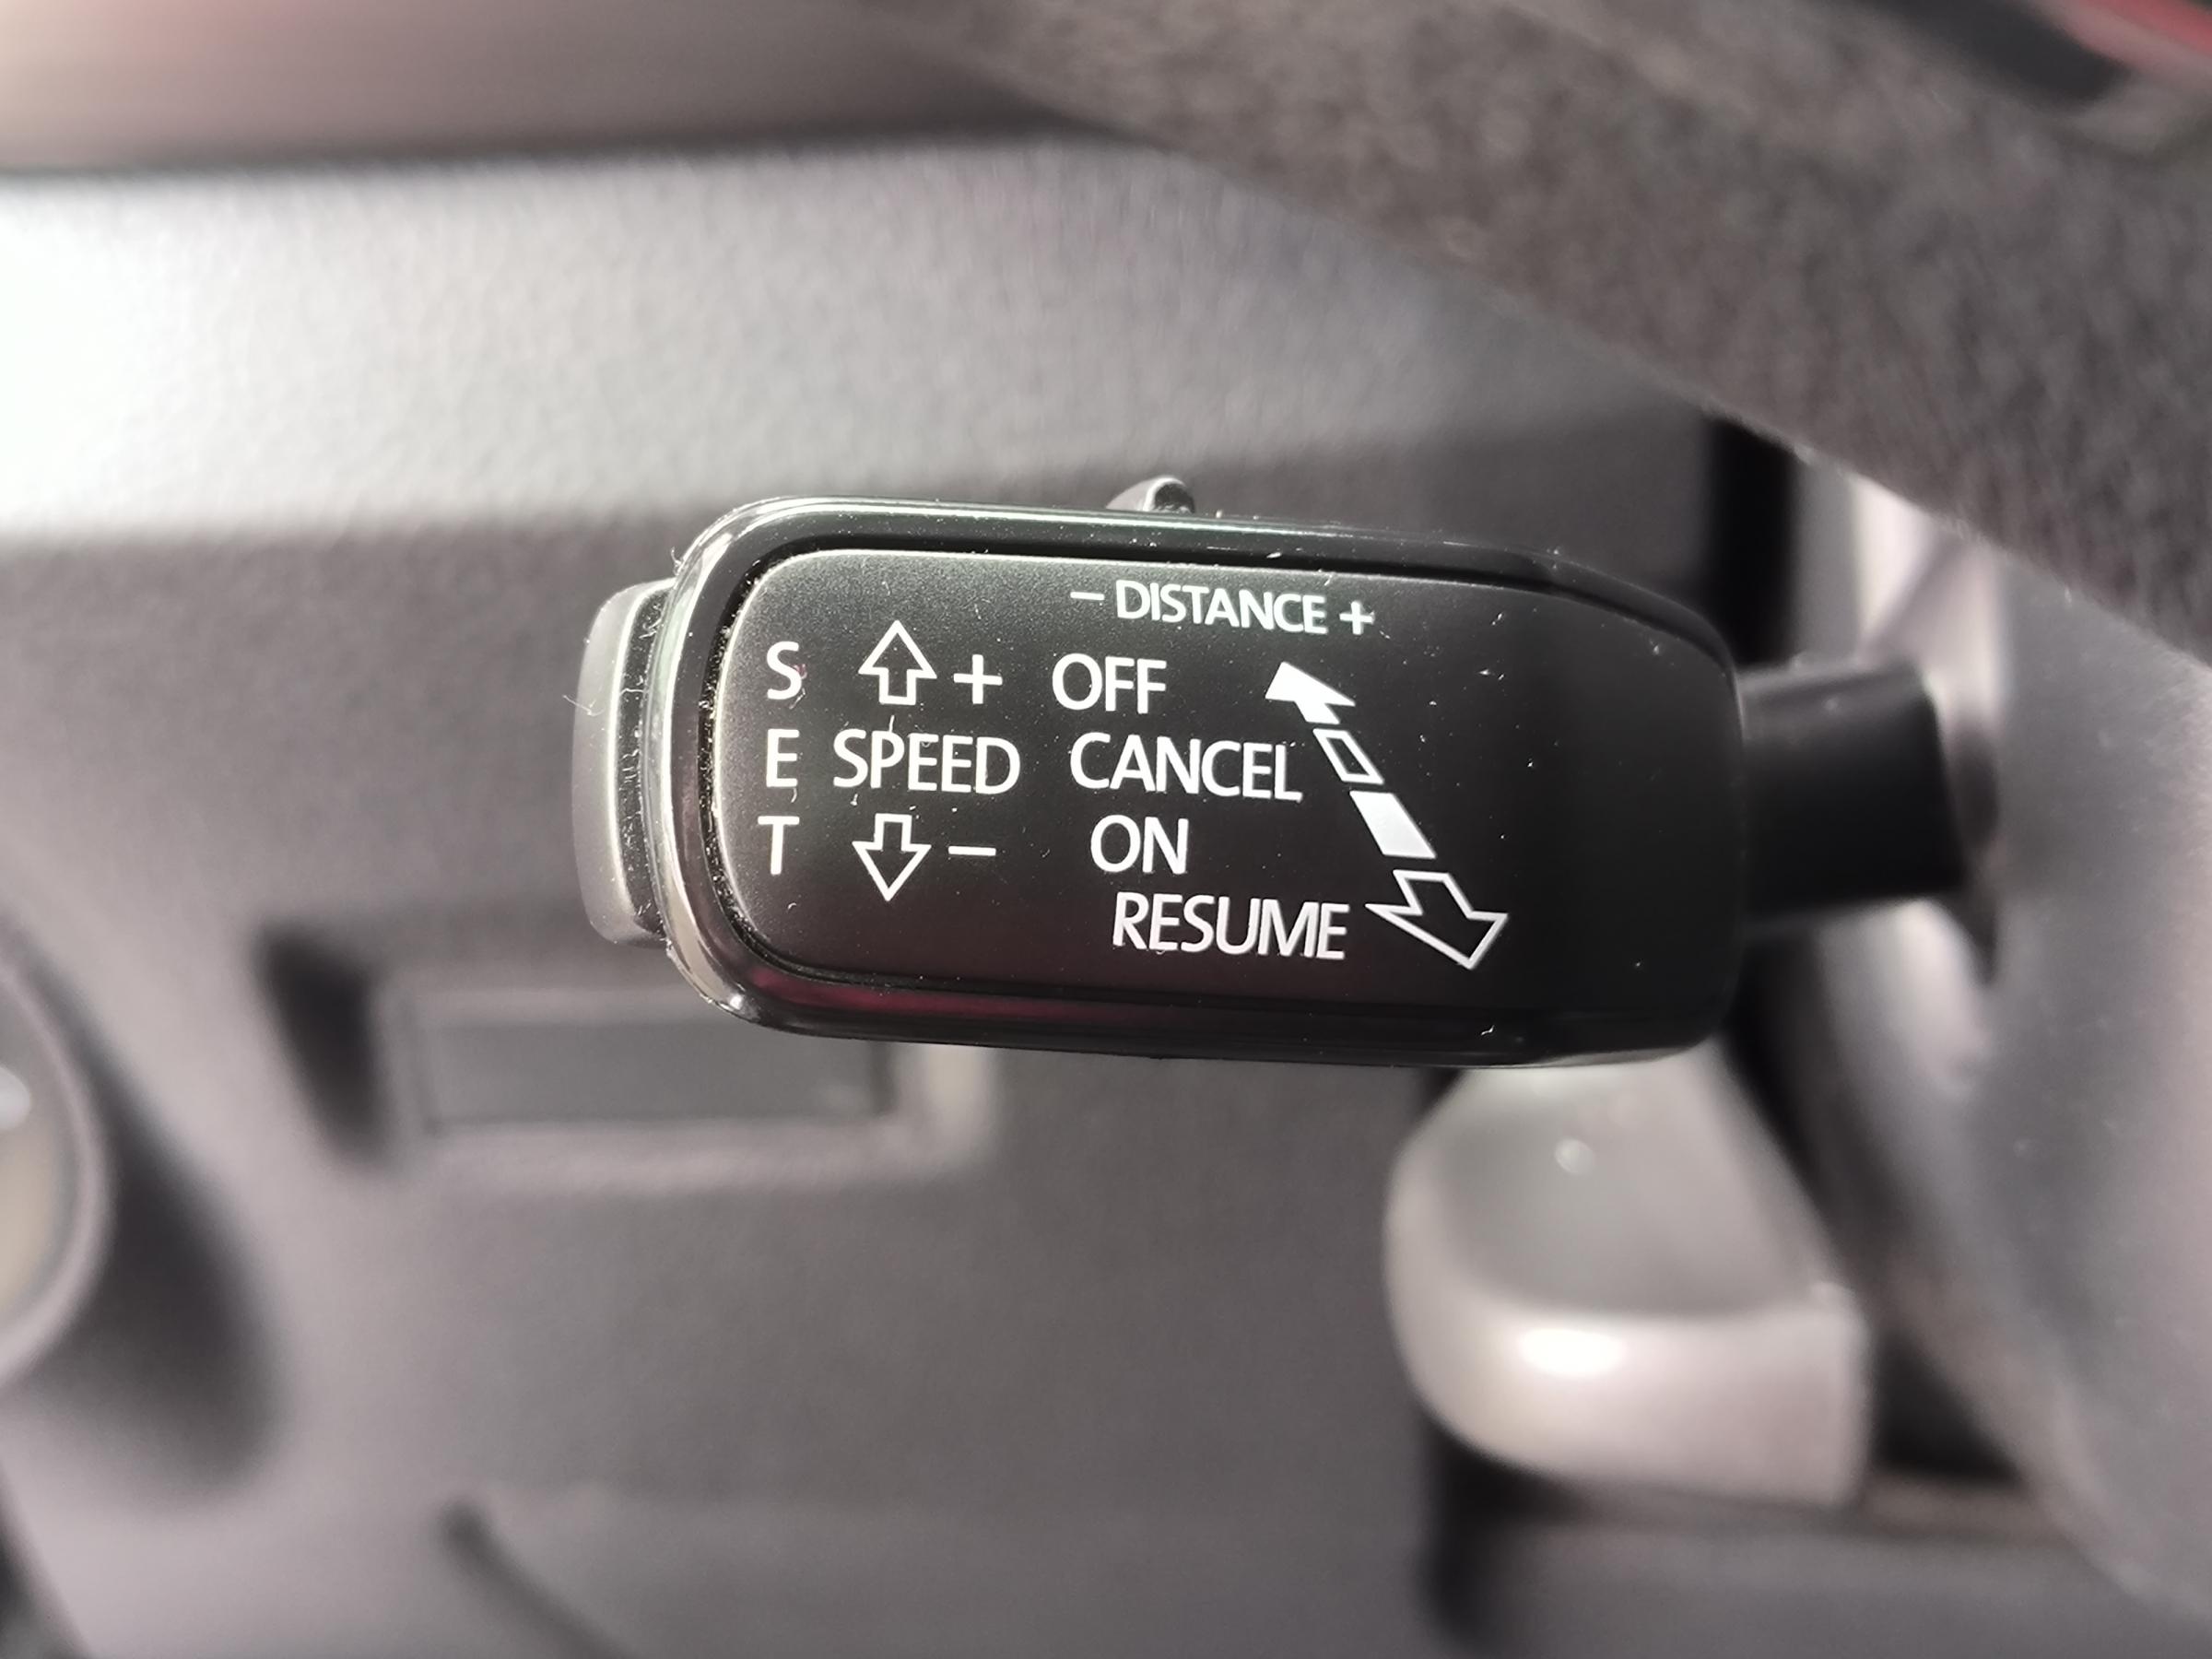 − DISTANCE +
S + OFF
E SPEED CANCEL
T − ON
RESUME